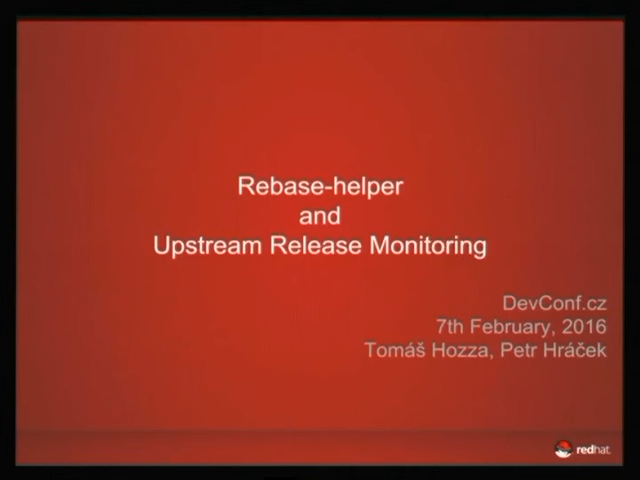 Rebase-helper
and
Upstream Release Monitoring
DevConf.cz
7th February, 2016
Tomáš Hozza, Petr Hráček
redhat.